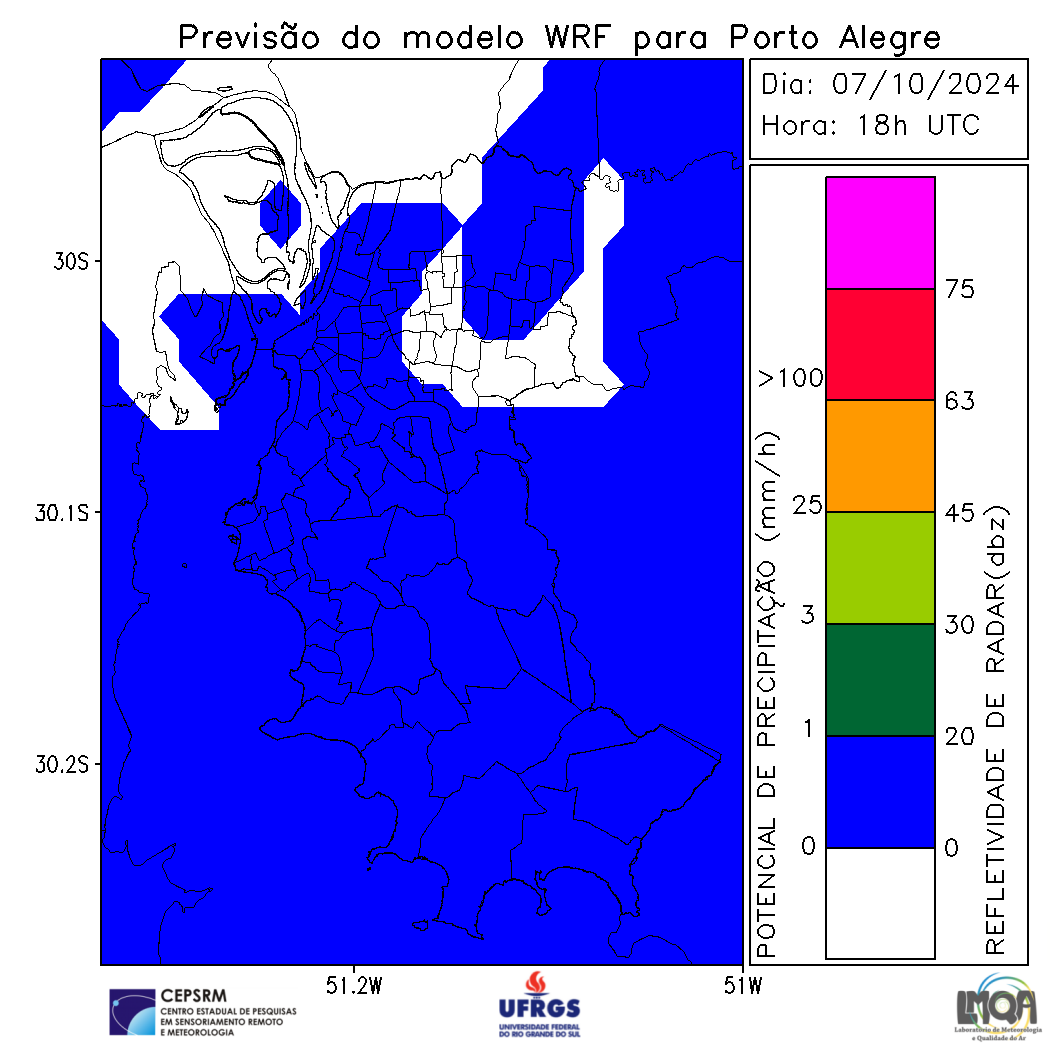 Previsão do modelo WRF para Porto Alegre
Dia: 07/10/2024
Hora: 18h UTC
30S
30.1S
30.2S
51.2W
51W
POTENCIAL DE PRECIPITAÇÃO (mm/h)
>100
25
3
1
0
75
63
45
30
20
0
REFLETIVIDADE DE RADAR(dbz)
CEPSRM
CENTRO ESTADUAL DE PESQUISAS
EM SENSORIAMENTO REMOTO
E METEOROLOGIA
UFRGS
UNIVERSIDADE FEDERAL
DO RIO GRANDE DO SUL
LMQA
Laboratório de Meteorologia
e Qualidade do Ar